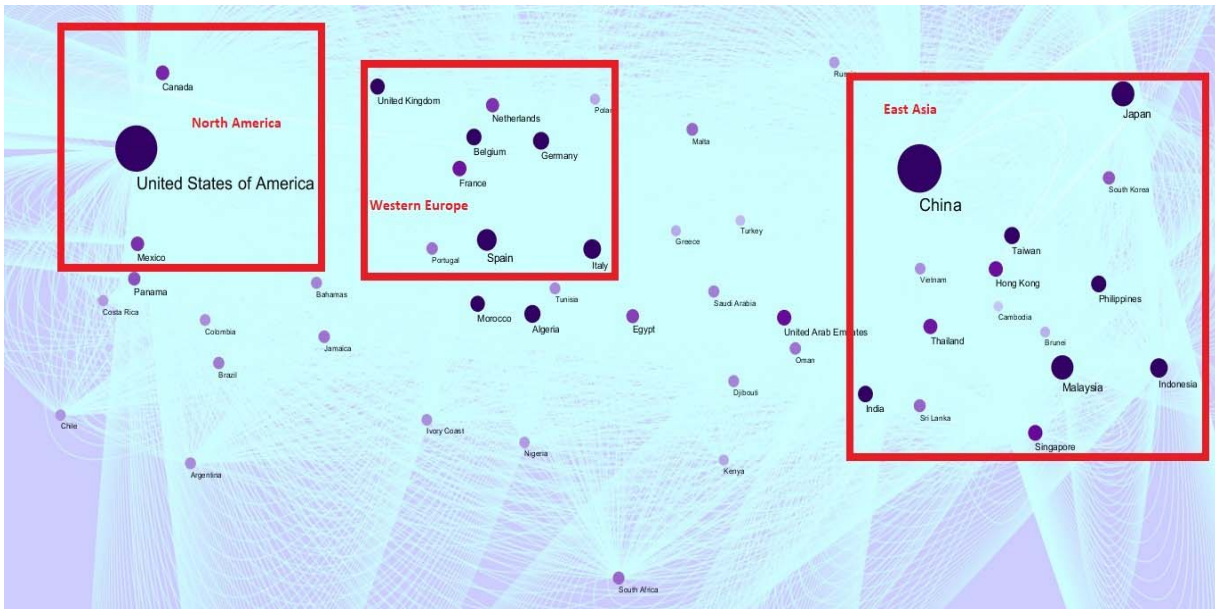 Canada
North America
United States of America
Mexico
Panama
Costa Rica
Bahamas
Colombia
Jamaica
Brazil
Chile
Argentina
United Kingdom
Netherlands
Belgium
Germany
France
Western Europe
Portugal
Spain
Italy
Malta
Greece
Turkey
Tunisia
Morocco
Algeria
Egypt
Saudi Arabia
United Arab Emirates
Oman
Djibouti
Ivory Coast
Nigeria
Kenya
South Africa
East Asia
Japan
China
South Korea
Taiwan
Vietnam
Hong Kong
Philippines
Cambodia
Thailand
Brunei
Malaysia
Indonesia
India
Sri Lanka
Singapore